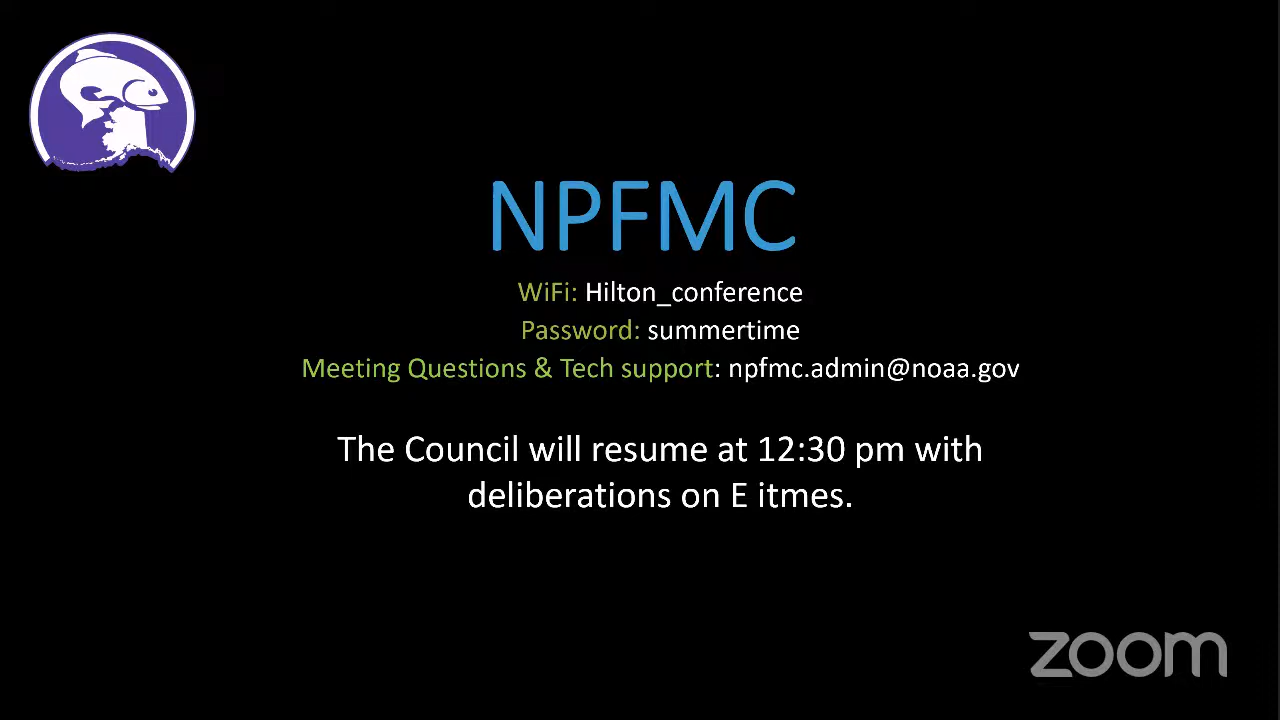 NPFMC
WiFi: Hilton_conference
Password: summertime
Meeting Questions & Tech support: npfmc.admin@noaa.gov
The Council will resume at 12:30 pm with
deliberations on E itmes.
zoom